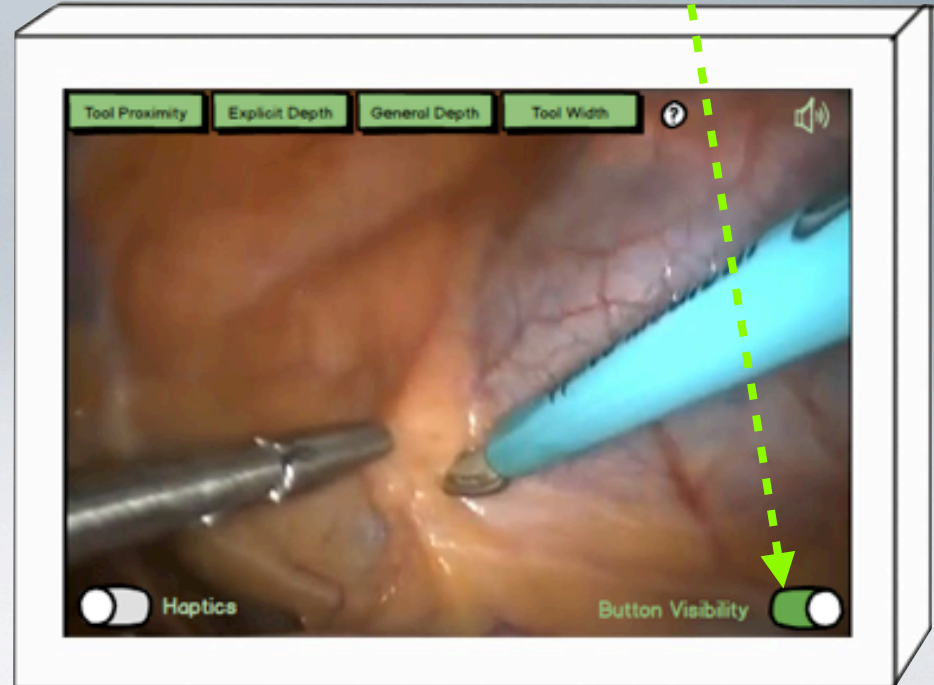 Tool Proximity
Explicit Depth
General Depth
Tool Width
?
Haptics
Button Visibility